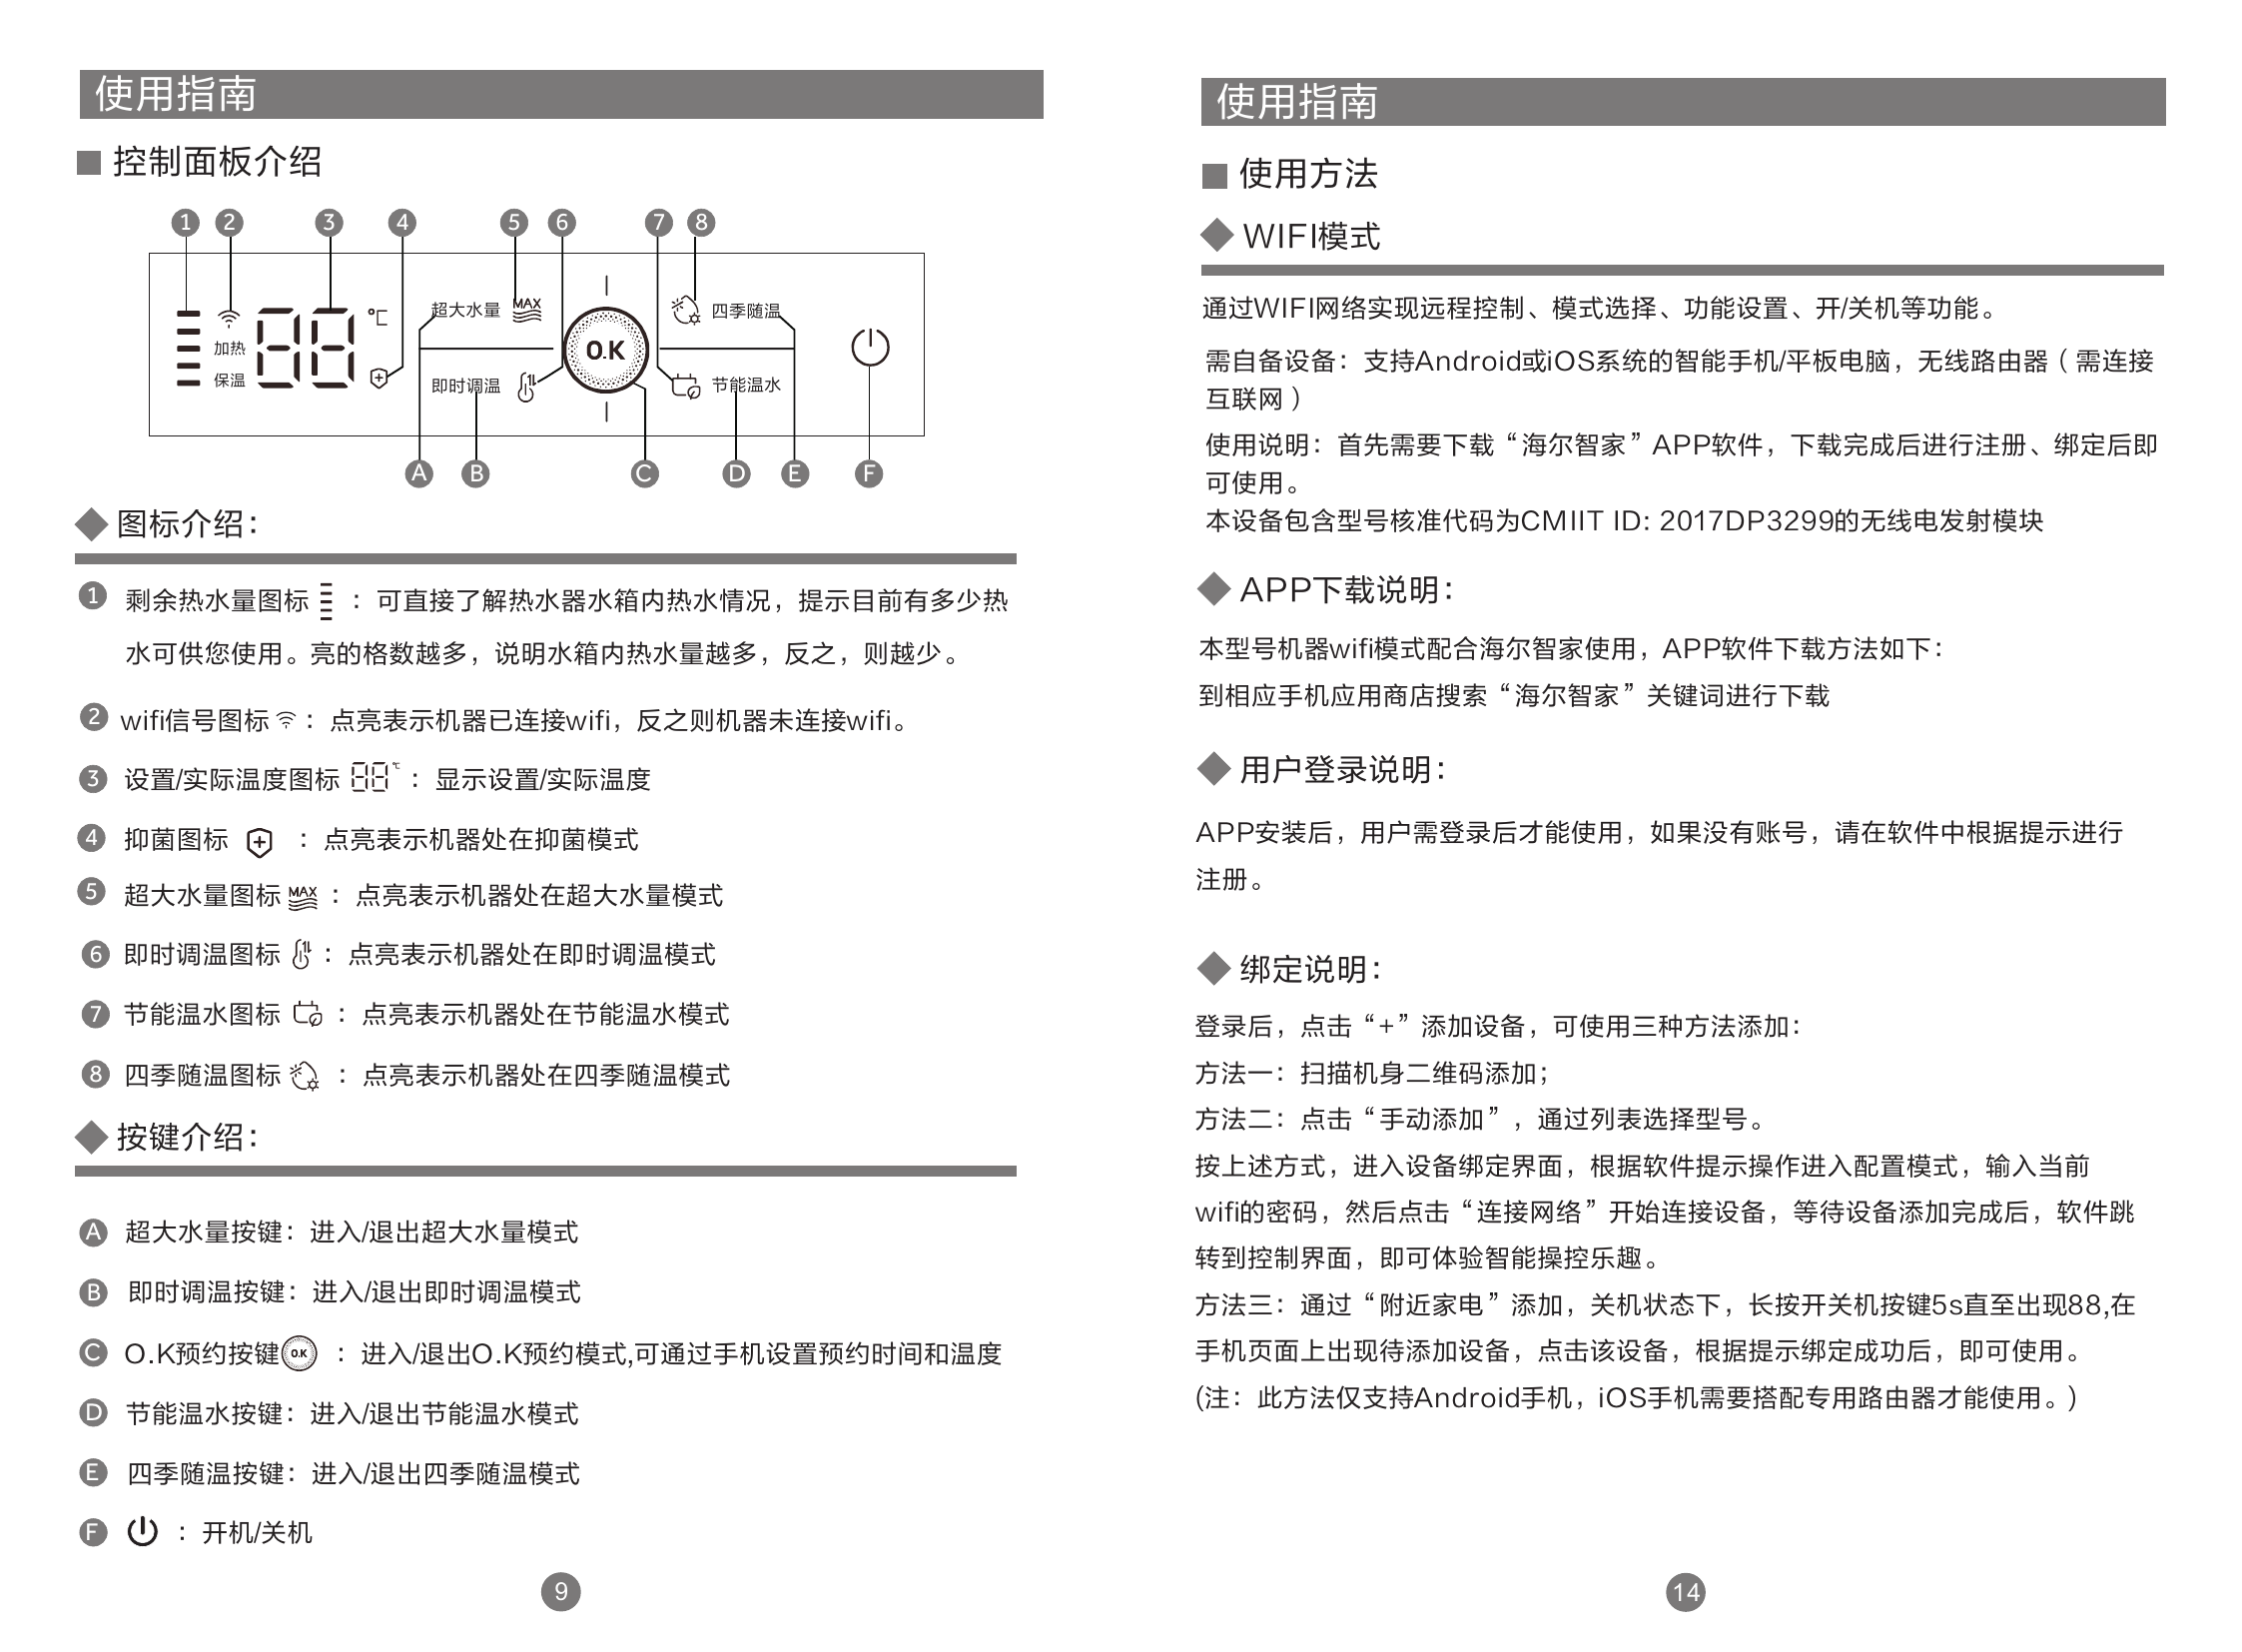 使用指南
控制面板介绍
1 2 3 4 5 6 7 8
加热
保温
88 ℃
超大水量 MAX
即时调温
O.K
四季随温
节能温水
A B C D E F
图标介绍：
1 剩余热水量图标 ：可直接了解热水器水箱内热水情况，提示目前有多少热
水可供您使用。亮的格数越多，说明水箱内热水量越多，反之，则越少。
2 wifi信号图标 ：点亮表示机器已连接wifi，反之则机器未连接wifi。
3 设置/实际温度图标 88℃ ：显示设置/实际温度
4 抑菌图标 ：点亮表示机器处在抑菌模式
5 超大水量图标 MAX ：点亮表示机器处在超大水量模式
6 即时调温图标 ：点亮表示机器处在即时调温模式
7 节能温水图标 ：点亮表示机器处在节能温水模式
8 四季随温图标 ：点亮表示机器处在四季随温模式
按键介绍：
A 超大水量按键：进入/退出超大水量模式
B 即时调温按键：进入/退出即时调温模式
C O.K预约按键 O.K ：进入/退出O.K预约模式,可通过手机设置预约时间和温度
D 节能温水按键：进入/退出节能温水模式
E 四季随温按键：进入/退出四季随温模式
F ：开机/关机
9
使用指南
使用方法
WIFI模式
通过WIFI网络实现远程控制、模式选择、功能设置、开/关机等功能。
需自备设备：支持Android或iOS系统的智能手机/平板电脑，无线路由器（需连接
互联网）
使用说明：首先需要下载“海尔智家”APP软件，下载完成后进行注册、绑定后即
可使用。
本设备包含型号核准代码为CMIIT ID: 2017DP3299的无线电发射模块
APP下载说明：
本型号机器wifi模式配合海尔智家使用，APP软件下载方法如下：
到相应手机应用商店搜索“海尔智家”关键词进行下载
用户登录说明：
APP安装后，用户需登录后才能使用，如果没有账号，请在软件中根据提示进行
注册。
绑定说明：
登录后，点击“+”添加设备，可使用三种方法添加：
方法一：扫描机身二维码添加；
方法二：点击“手动添加”，通过列表选择型号。
按上述方式，进入设备绑定界面，根据软件提示操作进入配置模式，输入当前
wifi的密码，然后点击“连接网络”开始连接设备，等待设备添加完成后，软件跳
转到控制界面，即可体验智能操控乐趣。
方法三：通过“附近家电”添加，关机状态下，长按开关机按键5s直至出现88,在
手机页面上出现待添加设备，点击该设备，根据提示绑定成功后，即可使用。
(注：此方法仅支持Android手机，iOS手机需要搭配专用路由器才能使用。)
14